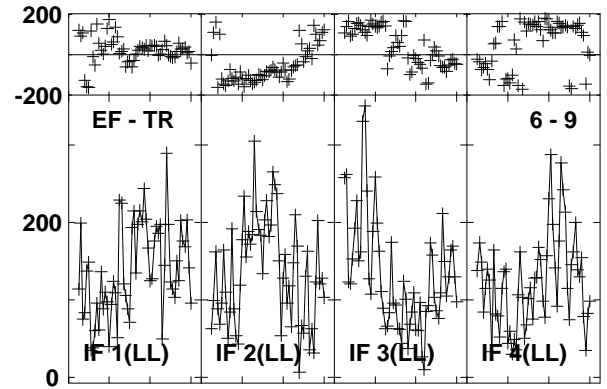 200
0
-200
EF - TR
6 - 9
200
0
IF 1(LL)
IF 2(LL)
IF 3(LL)
IF 4(LL)